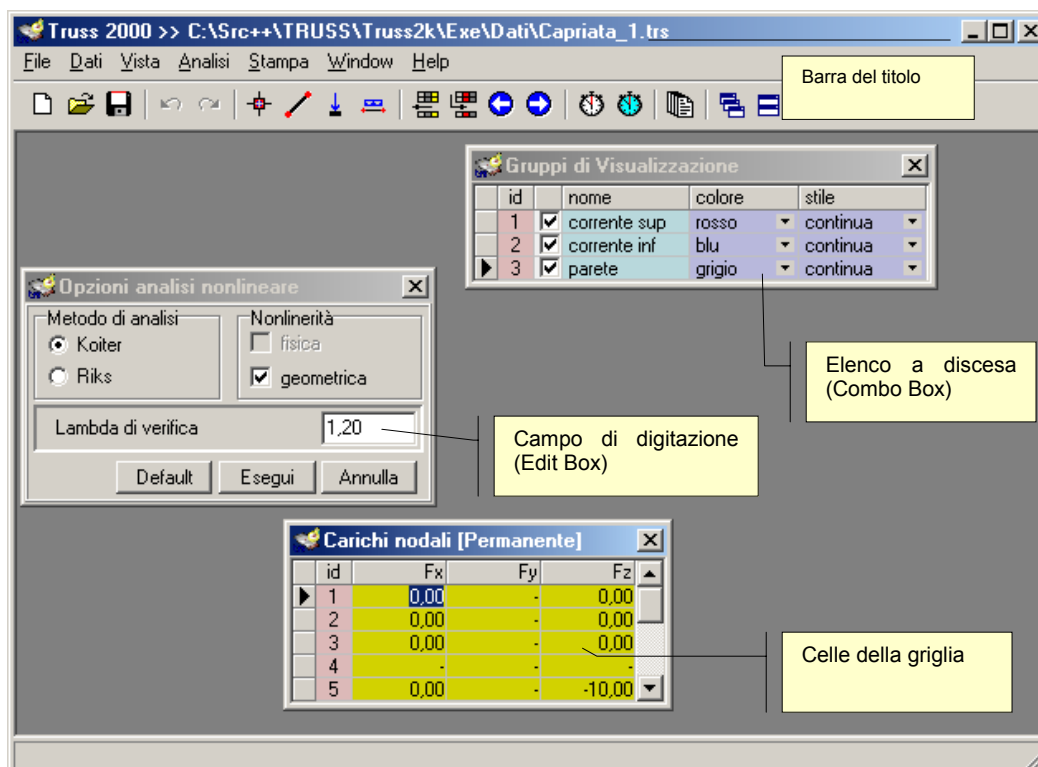 Truss 2000 >> C:\Src++\TRUSS\Truss2k\Exe\Dati\Capriata_1.trs
File Dati Vista Analisi Stampa Window Help
Barra del titolo
Gruppi di Visualizzazione
id nome colore stile
1 corrente sup rosso continua
2 corrente inf blu continua
3 parete grigio continua
Opzioni analisi nonlineare
Metodo di analisi
Koiter
Riks
Nonlinerità
fisica
geometrica
Lambda di verifica 1,20
Default Esegui Annulla
Elenco a discesa
(Combo Box)
Campo di digitazione
(Edit Box)
Carichi nodali [Permanente]
id Fx Fy Fz
1 0,00 - 0,00
2 0,00 - 0,00
3 0,00 - 0,00
4 - - -
5 0,00 - -10,00
Celle della griglia